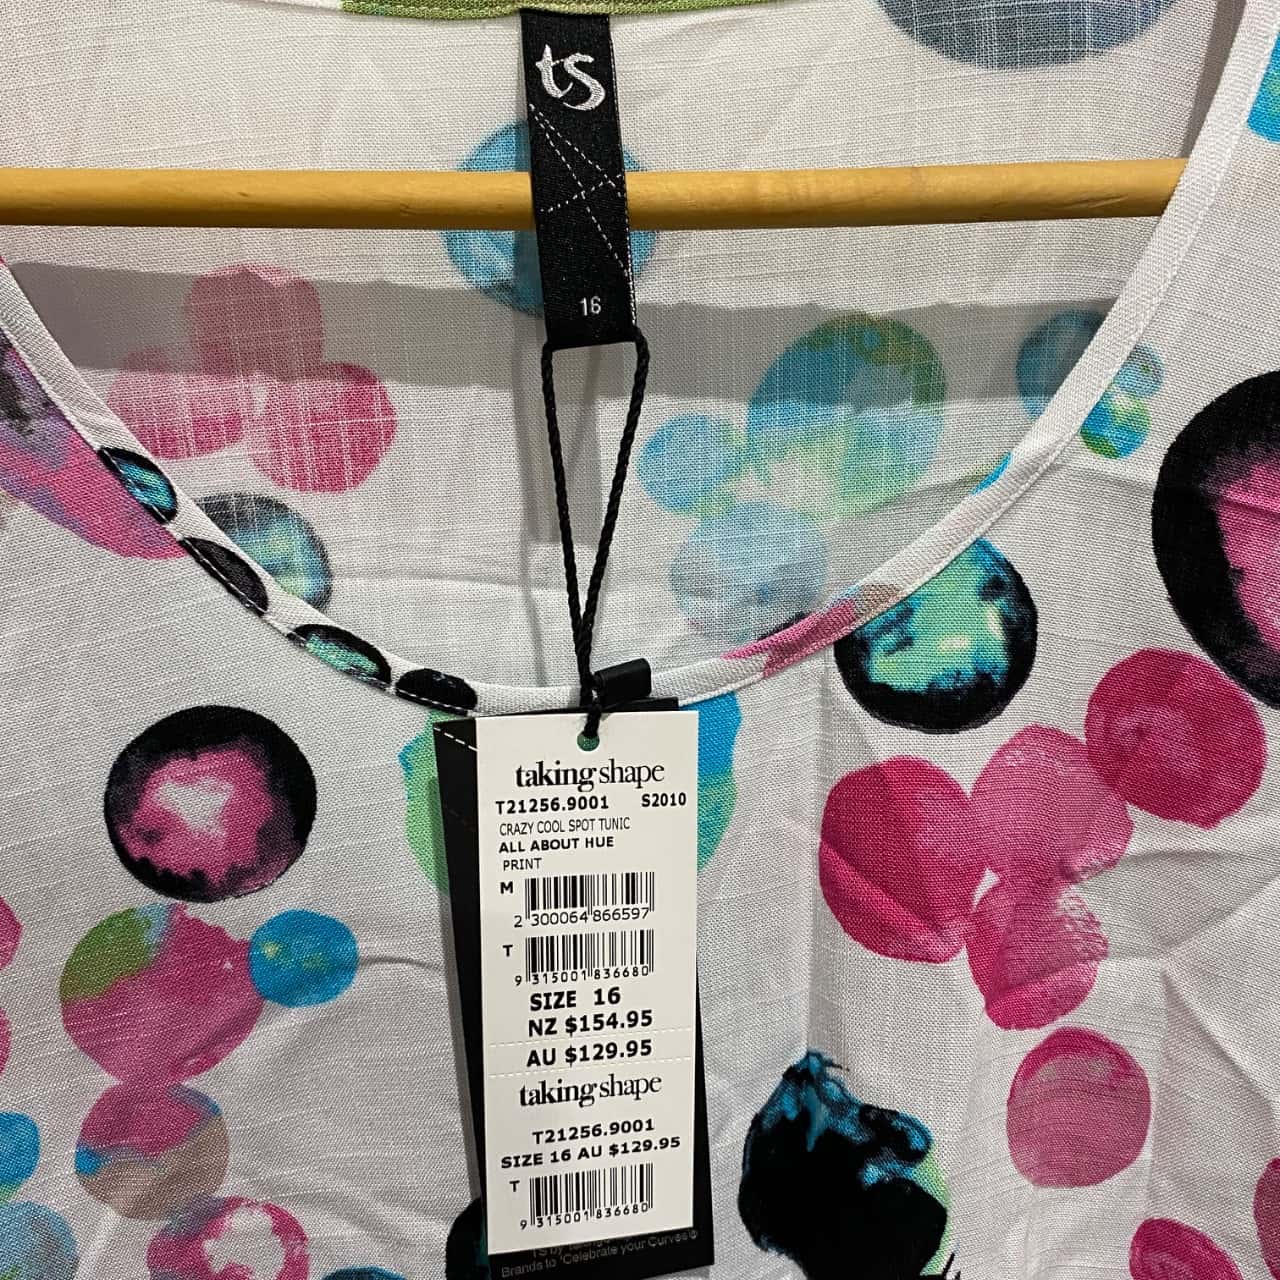 ts
16
taking shape
T21256.9001 S2010
CRAZY COOL SPOT TUNIC
ALL ABOUT HUE
PRINT
M
2 300064 866597
T
9 315001 836680
SIZE 16
NZ $154.95
AU $129.95
taking shape
T21256.9001
SIZE 16 AU $129.95
T
9 315001 836680
TS by
Brands to 'Celebrate your Curves®